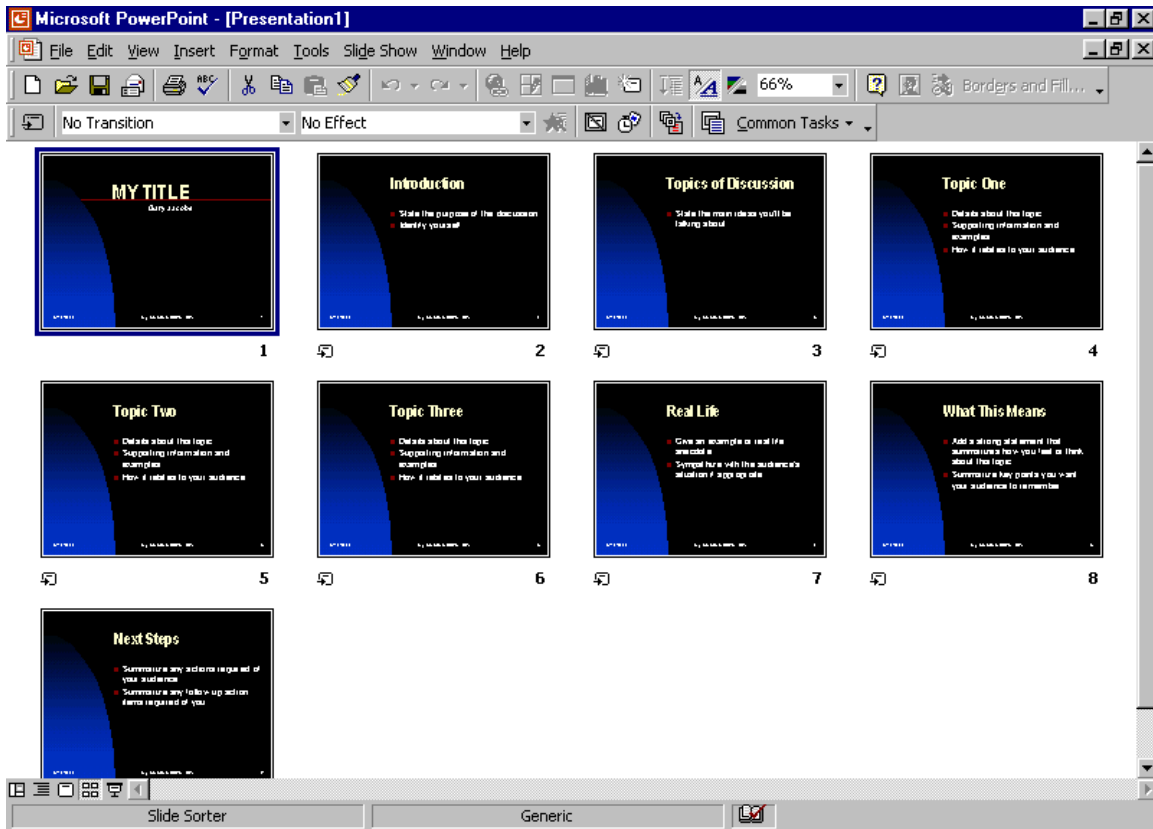 Microsoft PowerPoint - [Presentation1]
File Edit View Insert Format Tools Slide Show Window Help
ABC 66% Borders and Fill...
No Transition No Effect Common Tasks
MY TITLE
Gary Jacobs
1
Introduction
State the purpose of the discussion
Identify yourself
2
Topics of Discussion
State the main ideas you'll be
talking about
3
Topic One
Details about this topic
Supporting information and
examples
How it relates to your audience
4
Topic Two
Details about this topic
Supporting information and
examples
How it relates to your audience
5
Topic Three
Details about this topic
Supporting information and
examples
How it relates to your audience
6
Real Life
Give an example or real life
anecdote
Sympathize with the audience's
situation if appropriate
7
What This Means
Add a strong statement that
summarizes how you feel or think
about this topic
Summarize key points you want
your audience to remember
8
Next Steps
Summarize any actions required of
your audience
Summarize any follow up action
items required of you
Slide Sorter Generic